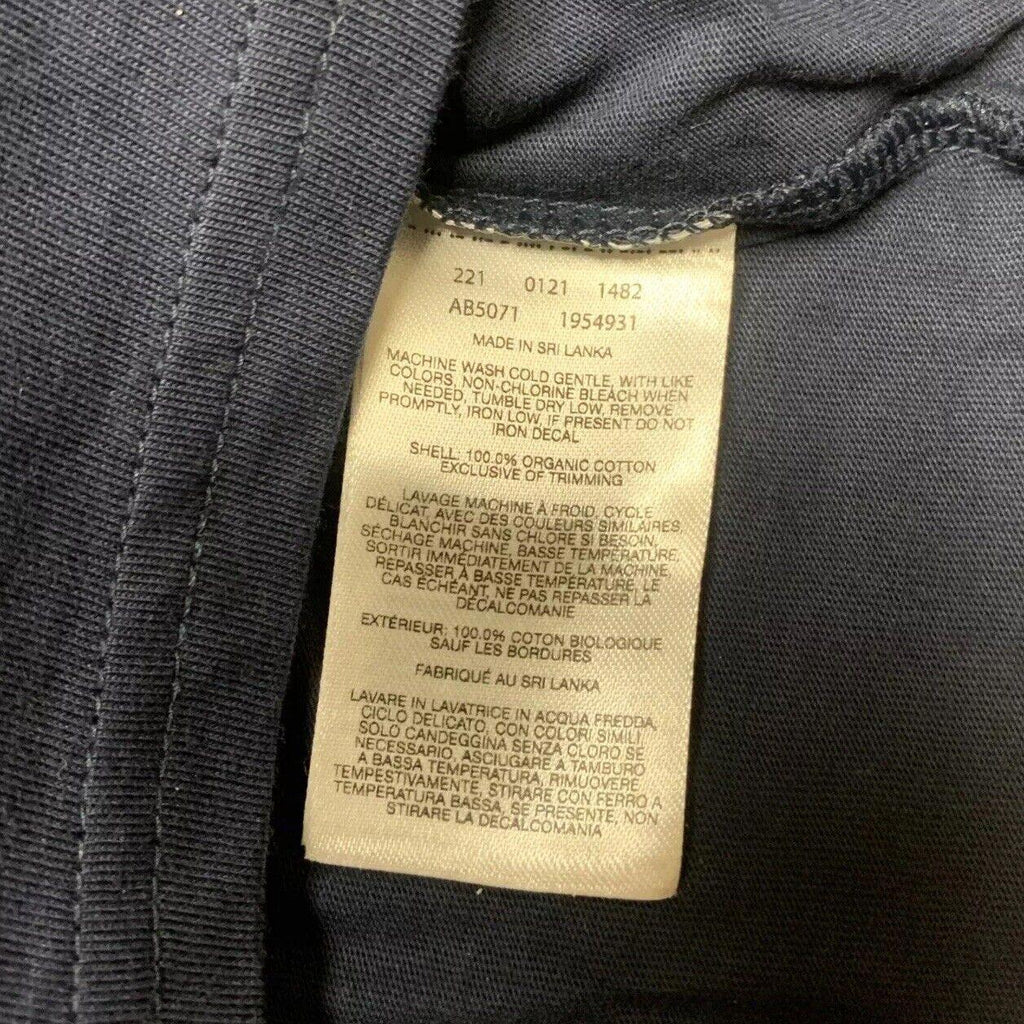 221 0121 1482
AB5071 1954931
MADE IN SRI LANKA
MACHINE WASH COLD GENTLE, WITH LIKE
COLORS, NON-CHLORINE BLEACH WHEN
NEEDED, TUMBLE DRY LOW, REMOVE
PROMPTLY, IRON LOW, IF PRESENT DO NOT
IRON DECAL
SHELL: 100.0% ORGANIC COTTON
EXCLUSIVE OF TRIMMING
LAVAGE MACHINE À FROID, CYCLE
DÉLICAT, AVEC DES COULEURS SIMILAIRES,
BLANCHIR SANS CHLORE SI BESOIN,
SÉCHAGE MACHINE, BASSE TEMPÉRATURE,
SORTIR IMMÉDIATEMENT DE LA MACHINE,
REPASSER À BASSE TEMPÉRATURE, LE
CAS ÉCHÉANT, NE PAS REPASSER LA
DÉCALCOMANIE
EXTÉRIEUR: 100.0% COTON BIOLOGIQUE
SAUF LES BORDURES
FABRIQUÉ AU SRI LANKA
LAVARE IN LAVATRICE IN ACQUA FREDDA,
CICLO DELICATO, CON COLORI SIMILI,
SOLO CANDEGGINA SENZA CLORO SE
NECESSARIO, ASCIUGARE A TAMBURO
A BASSA TEMPERATURA, RIMUOVERE
TEMPESTIVAMENTE, STIRARE CON FERRO A
TEMPERATURA BASSA, SE PRESENTE, NON
STIRARE LA DECALCOMANIA